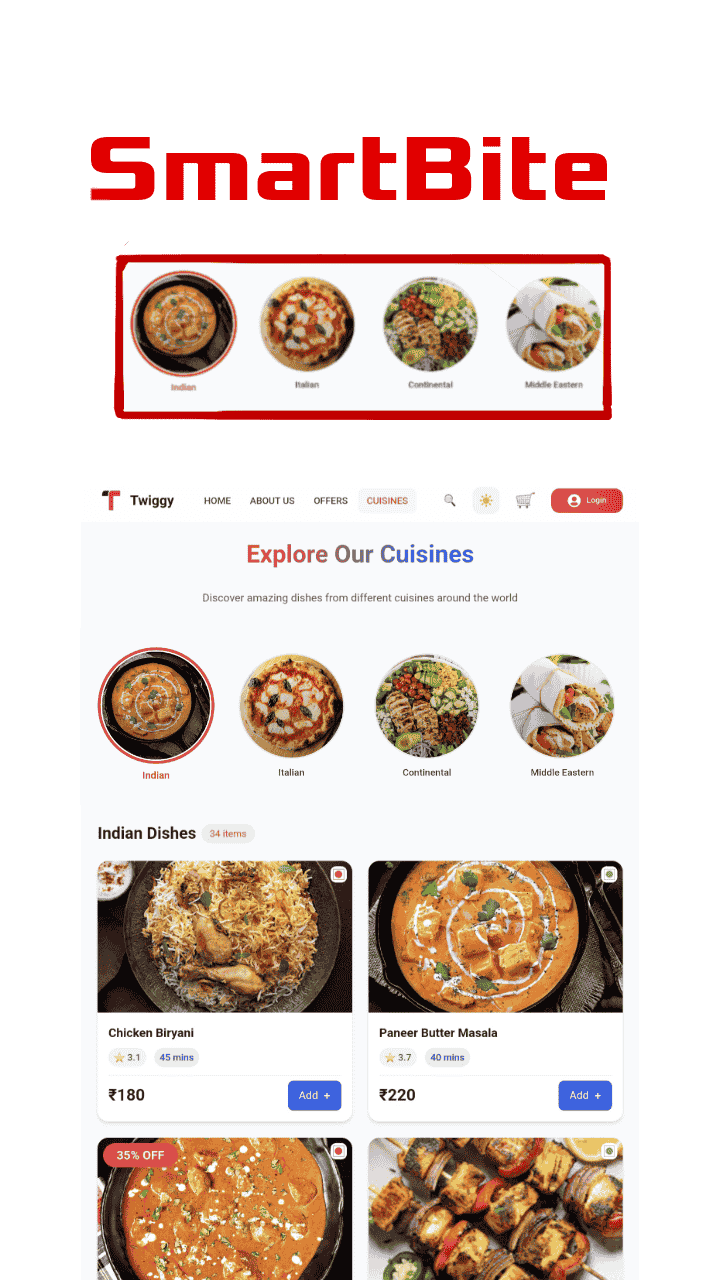 SmartBite
Indian Italian Continental Middle Eastern
Twiggy HOME ABOUT US OFFERS CUISINES Login
Explore Our Cuisines
Discover amazing dishes from different cuisines around the world
Indian Italian Continental Middle Eastern
Indian Dishes 34 items
Chicken Biryani Paneer Butter Masala
3.1 45 mins 3.7 40 mins
₹180 Add + ₹220 Add +
35% OFF